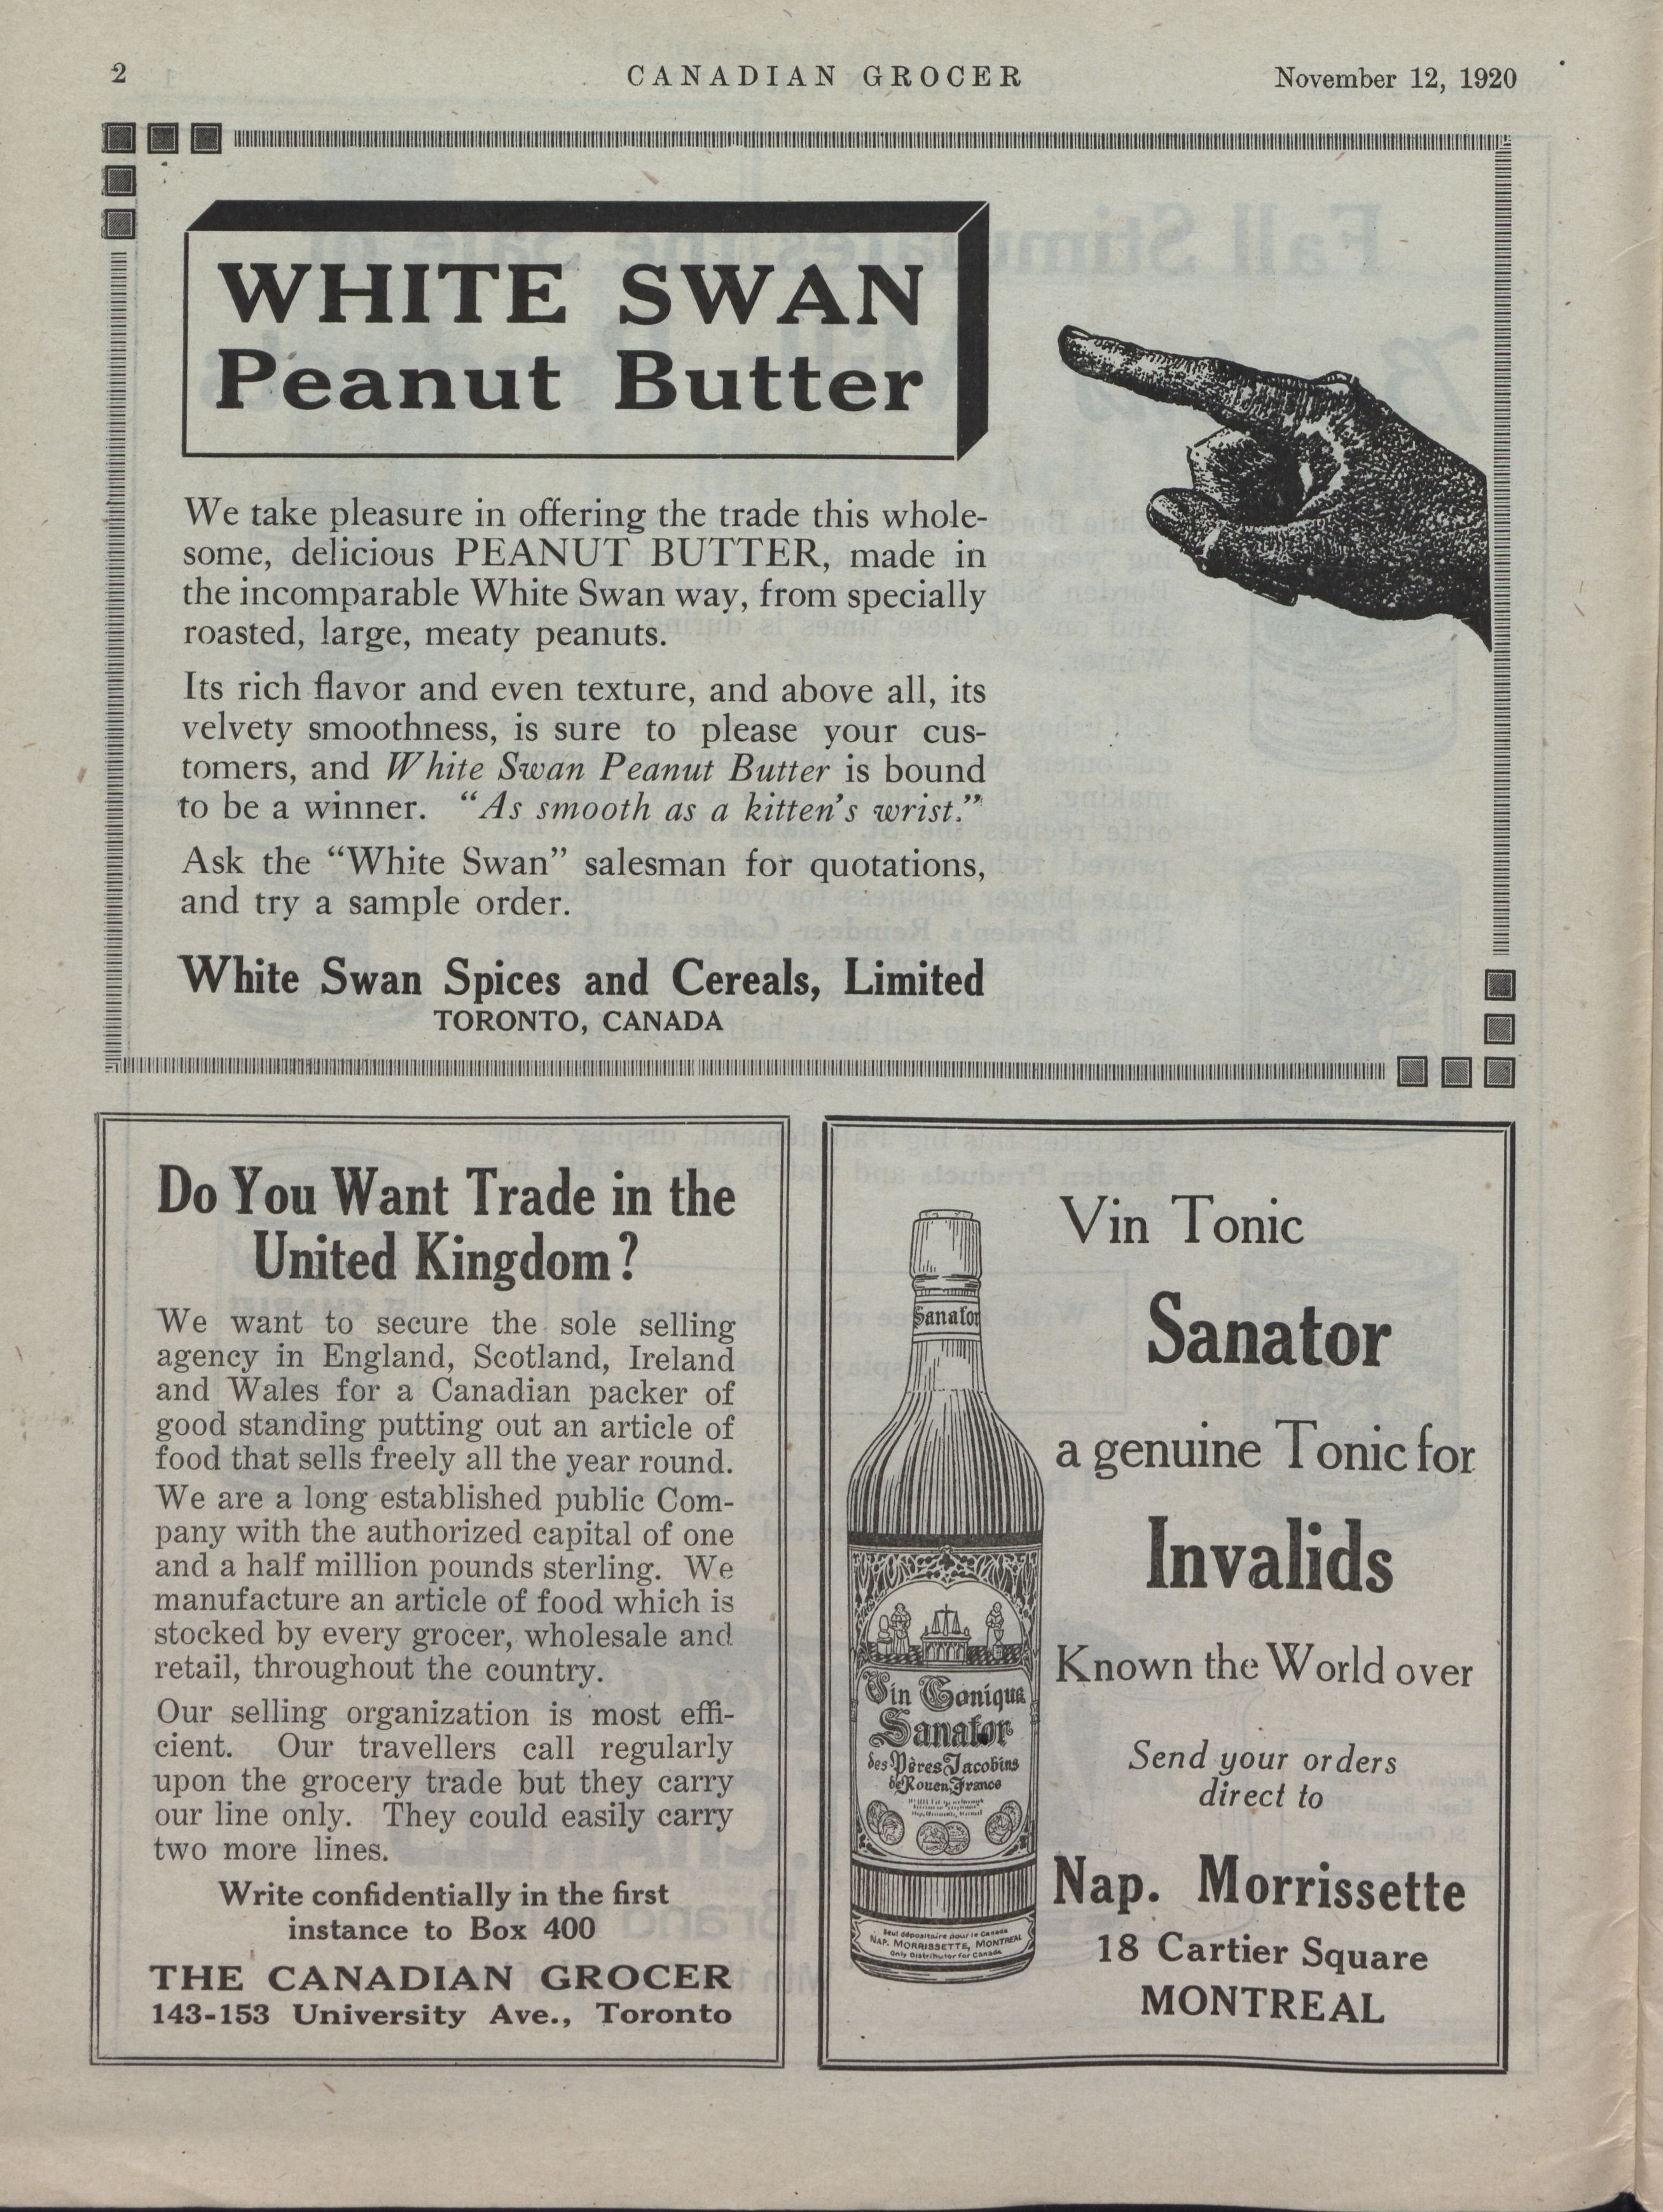 2
CANADIAN GROCER
November 12, 1920
WHITE SWAN
Peanut Butter
We take pleasure in offering the trade this whole-
some, delicious PEANUT BUTTER, made in
the incomparable White Swan way, from specially
roasted, large, meaty peanuts.
Its rich flavor and even texture, and above all, its
velvety smoothness, is sure to please your cus-
tomers, and White Swan Peanut Butter is bound
to be a winner. “As smooth as a kitten's wrist.”
Ask the “White Swan” salesman for quotations,
and try a sample order.
White Swan Spices and Cereals, Limited
TORONTO, CANADA
Do You Want Trade in the
United Kingdom?
We want to secure the sole selling
agency in England, Scotland, Ireland
and Wales for a Canadian packer of
good standing putting out an article of
food that sells freely all the year round.
We are a long established public Com-
pany with the authorized capital of one
and a half million pounds sterling. We
manufacture an article of food which is
stocked by every grocer, wholesale and
retail, throughout the country.
Our selling organization is most effi-
cient. Our travellers call regularly
upon the grocery trade but they carry
our line only. They could easily carry
two more lines.
Write confidentially in the first
instance to Box 400
THE CANADIAN GROCER
143-153 University Ave., Toronto
Sanator
Vin Tonique
Sanator
des Pères Jacobins
de Rouen, France
Seul dépositaire pour le Canada
NAP. MORRISSETTE, MONTREAL
Only Distributor for Canada
Vin Tonic
Sanator
a genuine Tonic for
Invalids
Known the World over
Send your orders
direct to
Nap. Morrissette
18 Cartier Square
MONTREAL